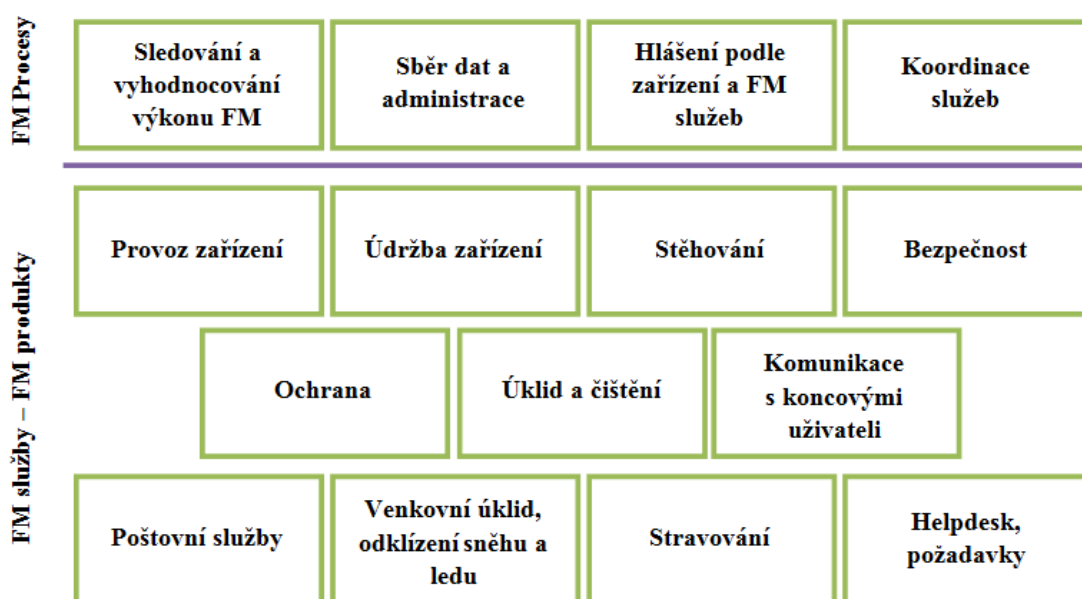 FM Procesy
Sledování a
vyhodnocování
výkonu FM
Sběr dat a
administrace
Hlášení podle
zařízení a FM
služeb
Koordinace
služeb
FM služby – FM produkty
Provoz zařízení
Údržba zařízení
Stěhování
Bezpečnost
Ochrana
Úklid a čištění
Komunikace
s koncovými
uživateli
Poštovní služby
Venkovní úklid,
odklízení sněhu a
ledu
Stravování
Helpdesk,
požadavky